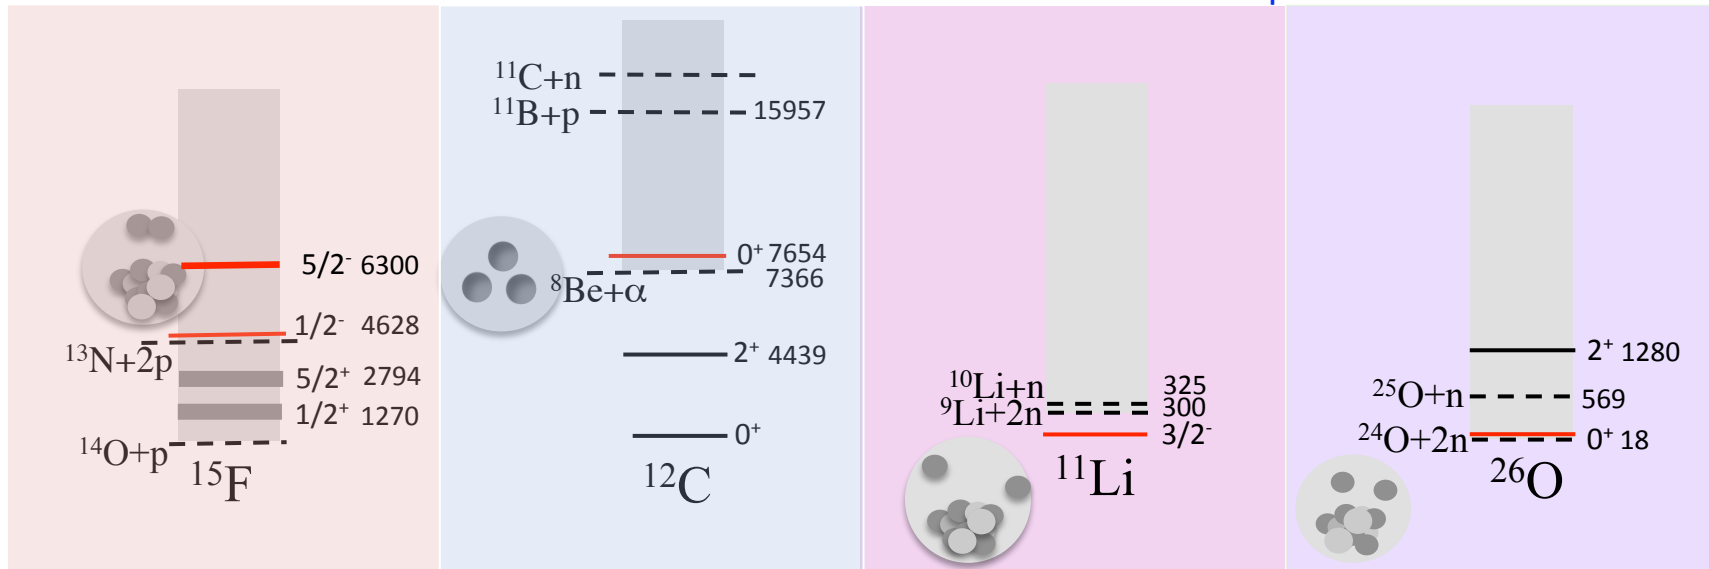 5/2⁻ 6300
1/2⁻ 4628
¹³N+2p
5/2⁺ 2794
1/2⁺ 1270
¹⁴O+p
¹⁵F
¹¹C+n
¹¹B+p 15957
0⁺ 7654
7366
⁸Be+α
2⁺ 4439
0⁺
¹²C
¹⁰Li+n 325
⁹Li+2n 300
3/2⁻
¹¹Li
2⁺ 1280
²⁵O+n 569
²⁴O+2n 0⁺ 18
²⁶O